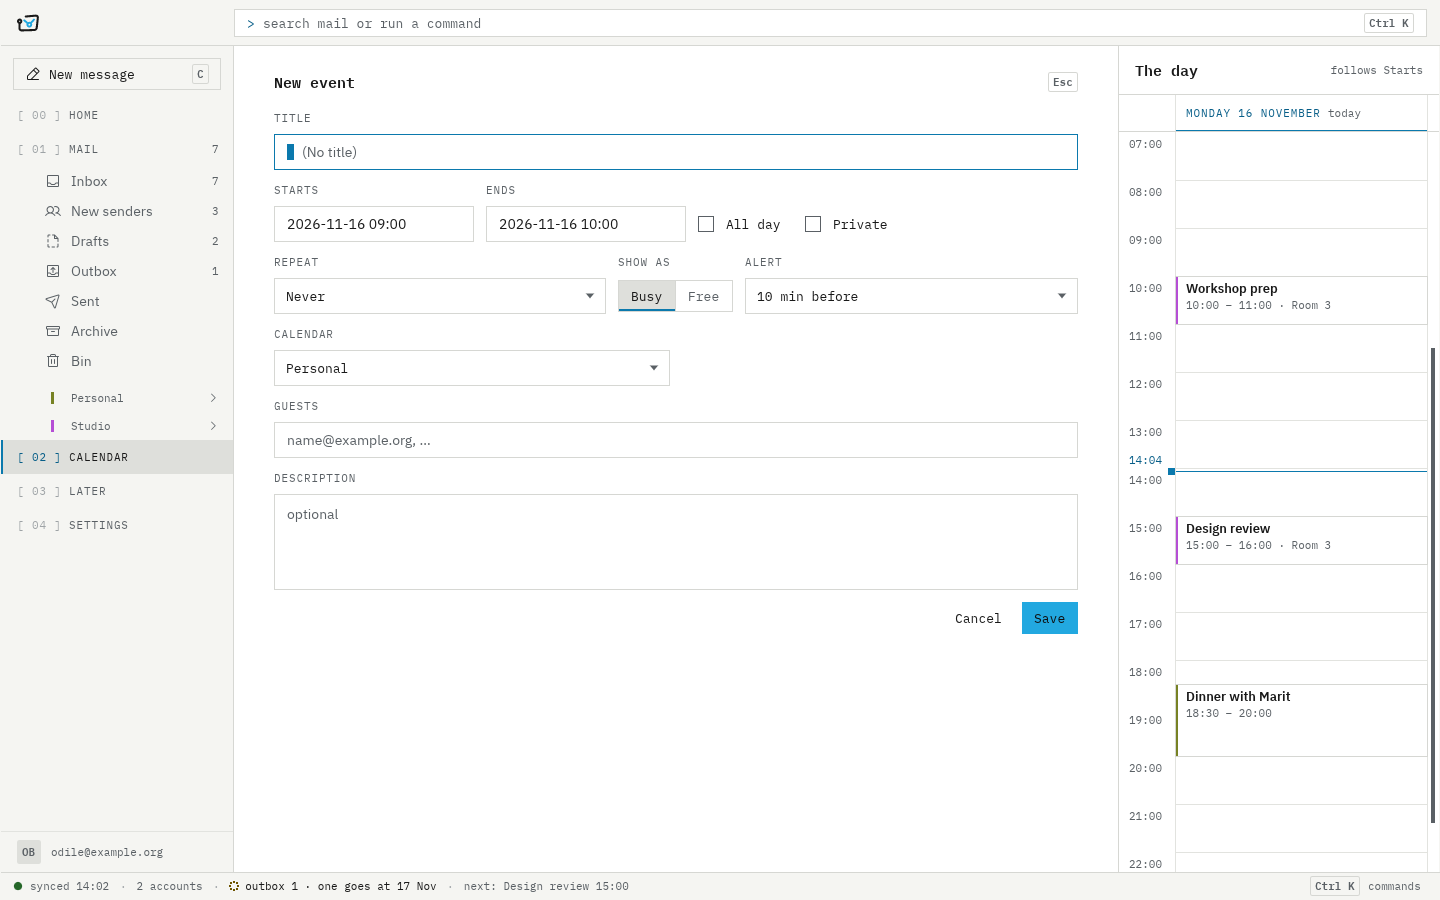 > search mail or run a command Ctrl K
New message C
[ 00 ] HOME
[ 01 ] MAIL 7
Inbox 7
New senders 3
Drafts 2
Outbox 1
Sent
Archive
Bin
Personal
Studio
[ 02 ] CALENDAR
[ 03 ] LATER
[ 04 ] SETTINGS
OB odile@example.org
New event Esc
TITLE
(No title)
STARTS ENDS
2026-11-16 09:00 2026-11-16 10:00 All day Private
REPEAT SHOW AS ALERT
Never Busy Free 10 min before
CALENDAR
Personal
GUESTS
name@example.org, ...
DESCRIPTION
optional
Cancel Save
The day follows Starts
MONDAY 16 NOVEMBER today
07:00
08:00
09:00
10:00 Workshop prep
10:00 – 11:00 · Room 3
11:00
12:00
13:00
14:04
14:00
15:00 Design review
15:00 – 16:00 · Room 3
16:00
17:00
18:00
Dinner with Marit
18:30 – 20:00
19:00
20:00
21:00
22:00
synced 14:02 · 2 accounts · outbox 1 · one goes at 17 Nov · next: Design review 15:00 Ctrl K commands